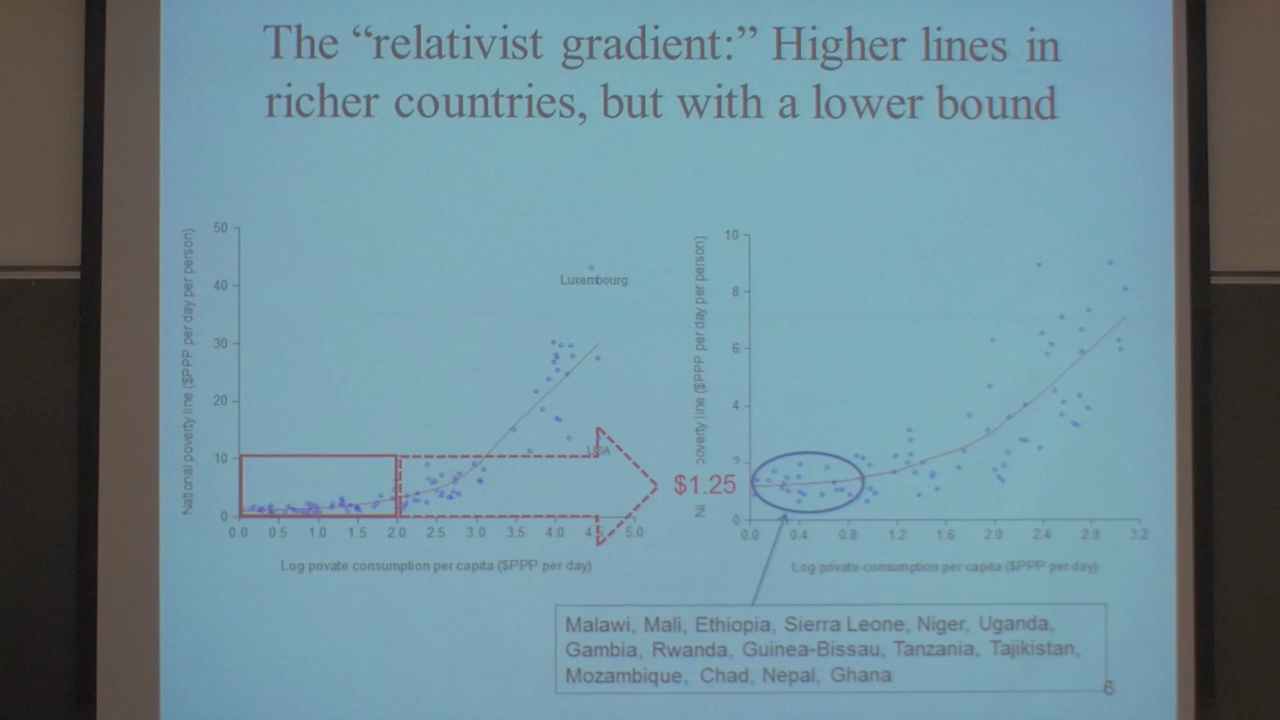 The “relativist gradient:” Higher lines in
richer countries, but with a lower bound
National poverty line ($PPP per day per person)
50
40
30
20
10
0
Luxembourg
USA
0.0 0.5 1.0 1.5 2.0 2.5 3.0 3.5 4.0 4.5 5.0
Log private consumption per capita ($PPP per day)
$1.25
poverty line ($PPP per day per person)
10
8
6
4
2
0
0.0 0.4 0.8 1.2 1.6 2.0 2.4 2.8 3.2
Log private consumption per capita ($PPP per day)
Malawi, Mali, Ethiopia, Sierra Leone, Niger, Uganda,
Gambia, Rwanda, Guinea-Bissau, Tanzania, Tajikistan,
Mozambique, Chad, Nepal, Ghana
6